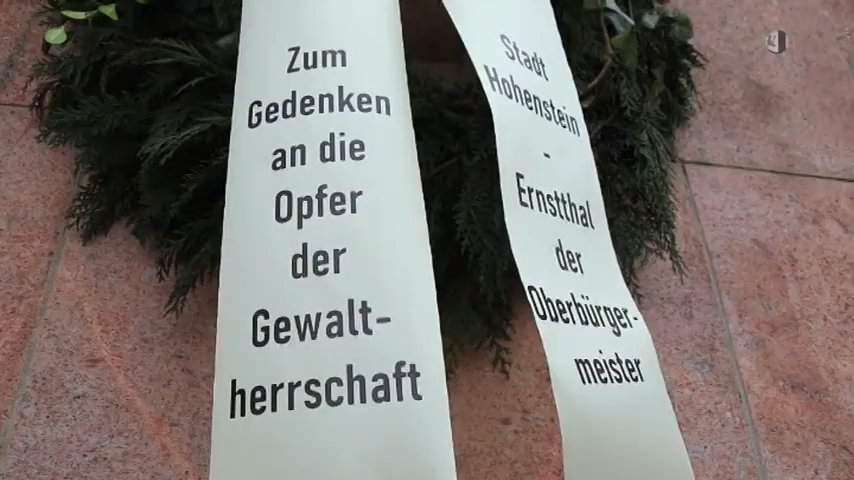 Zum
Gedenken
an die
Opfer
der
Gewalt-
herrschaft
Stadt
Hohenstein
-
Ernstthal
der
Oberbürger-
meister